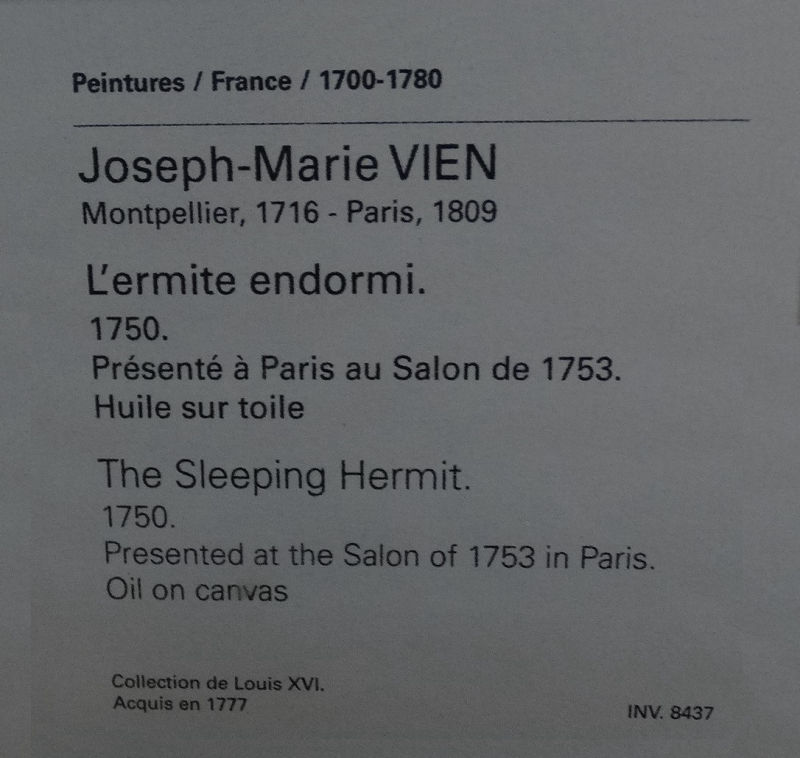 Peintures / France / 1700-1780
Joseph-Marie VIEN
Montpellier, 1716 - Paris, 1809
L'ermite endormi.
1750.
Présenté à Paris au Salon de 1753.
Huile sur toile
The Sleeping Hermit.
1750.
Presented at the Salon of 1753 in Paris.
Oil on canvas
Collection de Louis XVI.
Acquis en 1777
INV. 8437